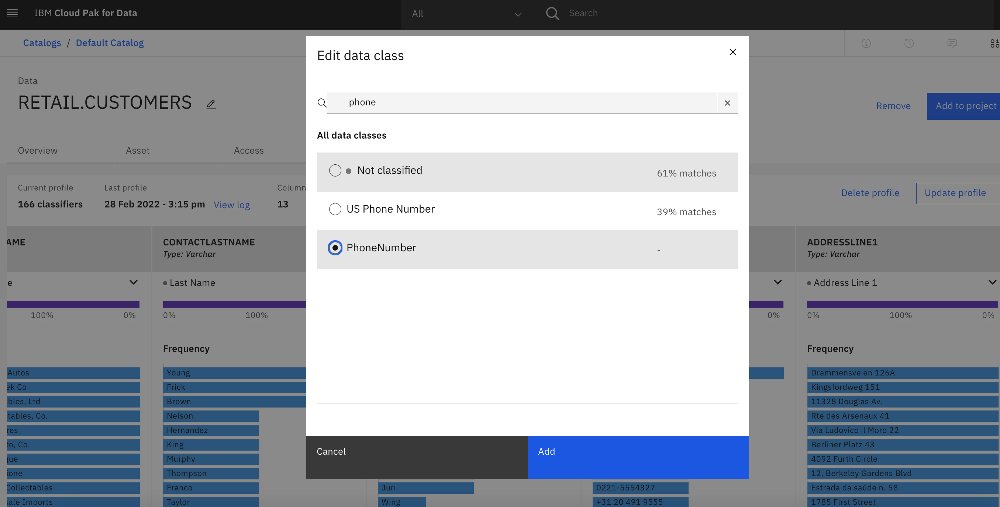 IBM Cloud Pak for Data
All
Search
Catalogs / Default Catalog
Data
RETAIL.CUSTOMERS
Remove
Add to project
Overview
Asset
Access
Current profile
166 classifiers
Last profile
28 Feb 2022 - 3:15 pm
View log
Column
13
Delete profile
Update profile
Edit data class
phone
All data classes
Not classified
61% matches
US Phone Number
39% matches
PhoneNumber
-
Cancel
Add
AME
e
100%
0%
Autos
ek Co
bles, Ltd
tables, Co.
res
to, Co.
que
ione
Collectables
sale Imports
CONTACTLASTNAME
Type: Varchar
Last Name
0%
100%
Frequency
Young
Frick
Brown
Nelson
Hernandez
King
Murphy
Thompson
Franco
Taylor
Juri
Wing
0%
0221-5554327
+31 20 491 9555
ADDRESSLINE1
Type: Varchar
Address Line 1
0%
100%
0%
Frequency
Drammensveien 126A
Kingsfordweg 151
11328 Douglas Av.
Rte des Arsenaux 41
Via Ludovico il Moro 22
Berliner Platz 43
4092 Furth Circle
12, Berkeley Gardens Blvd
Estrada da saúde n. 58
1785 First Street